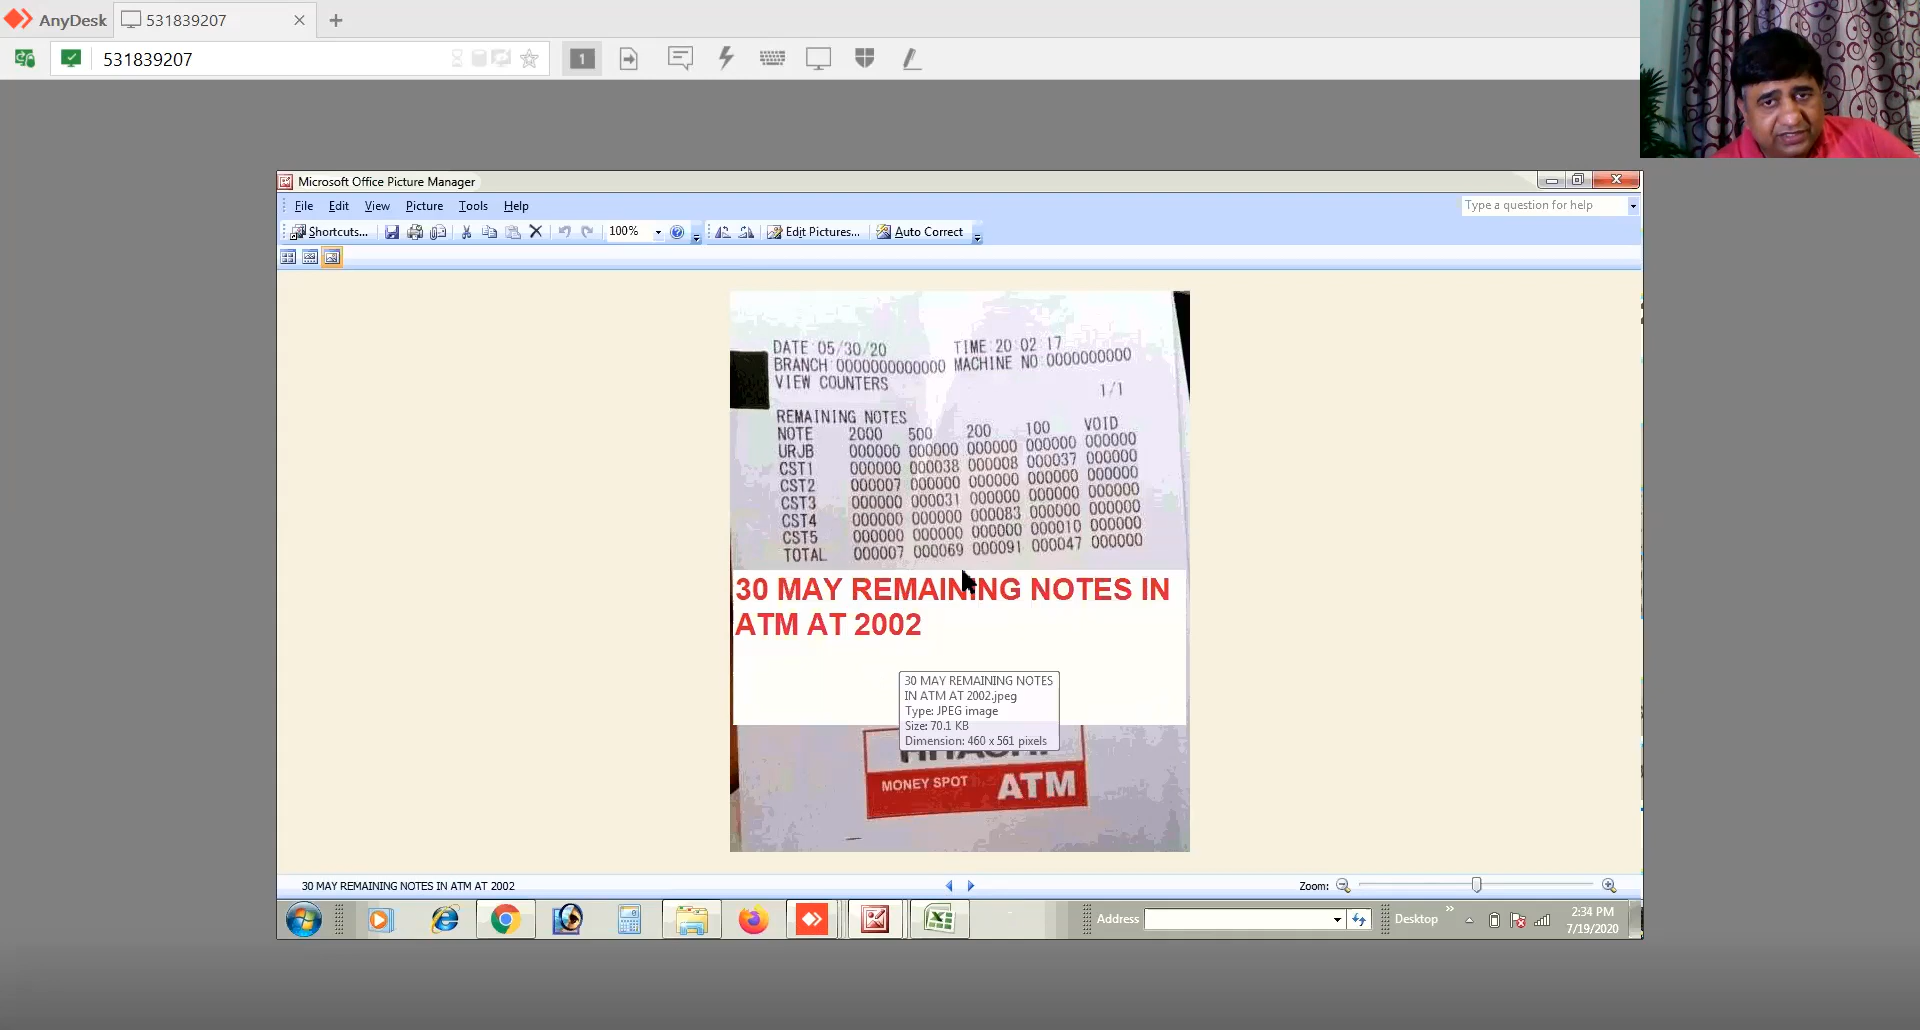 AnyDesk
531839207
531839207
1
Microsoft Office Picture Manager
File Edit View Picture Tools Help
Type a question for help
Shortcuts...
100%
Edit Pictures...
Auto Correct
DATE 05/30/20 TIME 20 02 17
BRANCH 0000000000000 MACHINE NO 0000000000
VIEW COUNTERS
1/1
REMAINING NOTES
NOTE 2000 500 200 100 VOID
URJB 000000 000000 000000 000000 000000
CST1 000000 000038 000008 000037 000000
CST2 000007 000000 000000 000000 000000
CST3 000000 000031 000000 000000 000000
CST4 000000 000000 000083 000000 000000
CST5 000000 000000 000000 000010 000000
TOTAL 000007 000069 000091 000047 000000
30 MAY REMAINING NOTES IN
ATM AT 2002
30 MAY REMAINING NOTES
IN ATM AT 2002.jpeg
Type: JPEG image
Size: 70.1 KB
Dimension: 460 x 561 pixels
MONEY SPOT ATM
30 MAY REMAINING NOTES IN ATM AT 2002
Zoom:
Address
Desktop
2:34 PM
7/19/2020